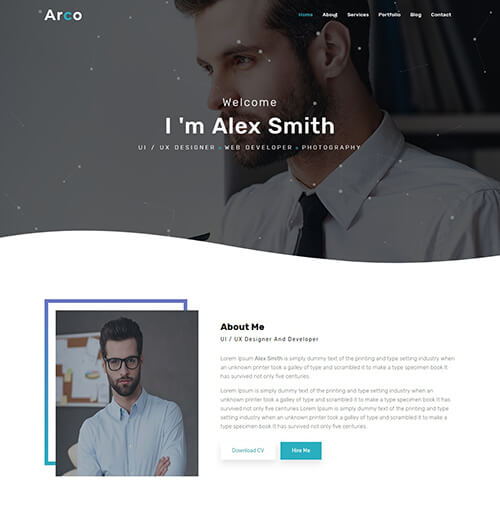 Arco
Home About Services Portfolio Blog Contact
Welcome
I 'm Alex Smith
UI / UX DESIGNER - WEB DEVELOPER - PHOTOGRAPHY
About Me
UI / UX Designer And Developer
Lorem Ipsum Alex Smith is simply dummy text of the printing and type setting industry when
an unknown printer took a galley of type and scrambled it to make a type specimen book It
has survived not only five centuries.
Lorem Ipsum is simply dummy text of the printing and type setting industry when an
unknown printer took a galley of type and scrambled it to make a type specimen book It has
survived not only five centuries Lorem Ipsum is simply dummy text of the printing and type
setting industry when an unknown printer took a galley of type and scrambled it to make a
type specimen book It has survived not only five centuries.
Download CV Hire Me